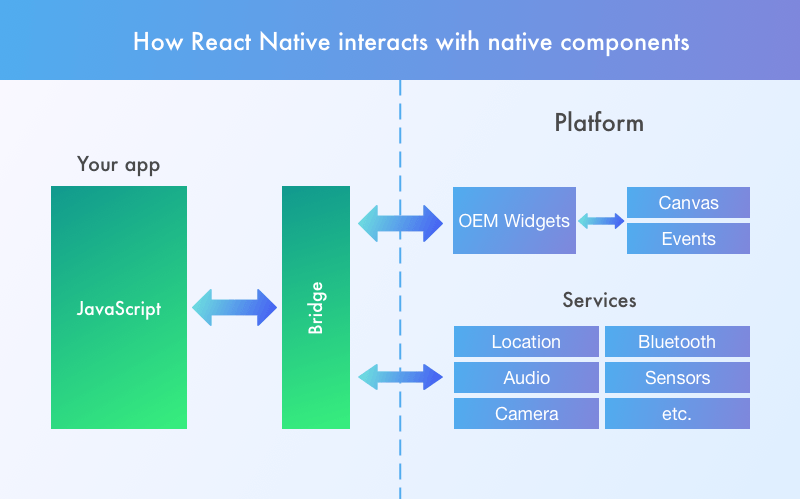 How React Native interacts with native components
Your app
JavaScript
Bridge
Platform
OEM Widgets
Canvas
Events
Services
Location
Bluetooth
Audio
Sensors
Camera
etc.